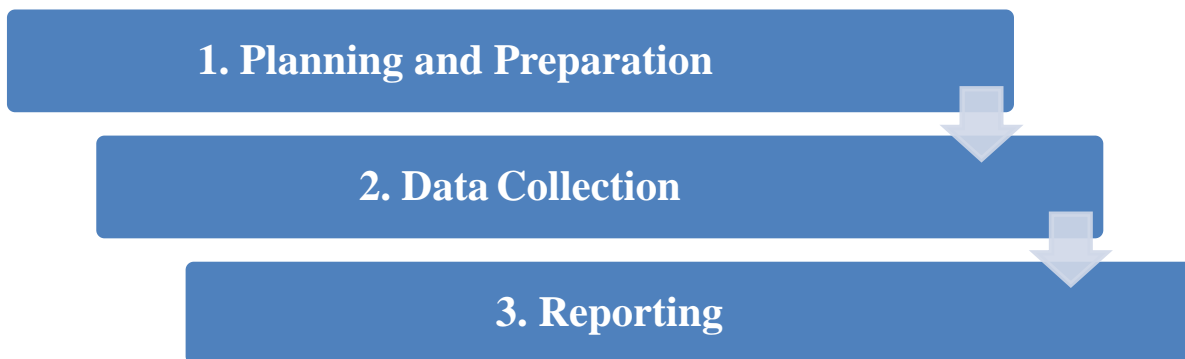 1. Planning and Preparation
2. Data Collection
3. Reporting